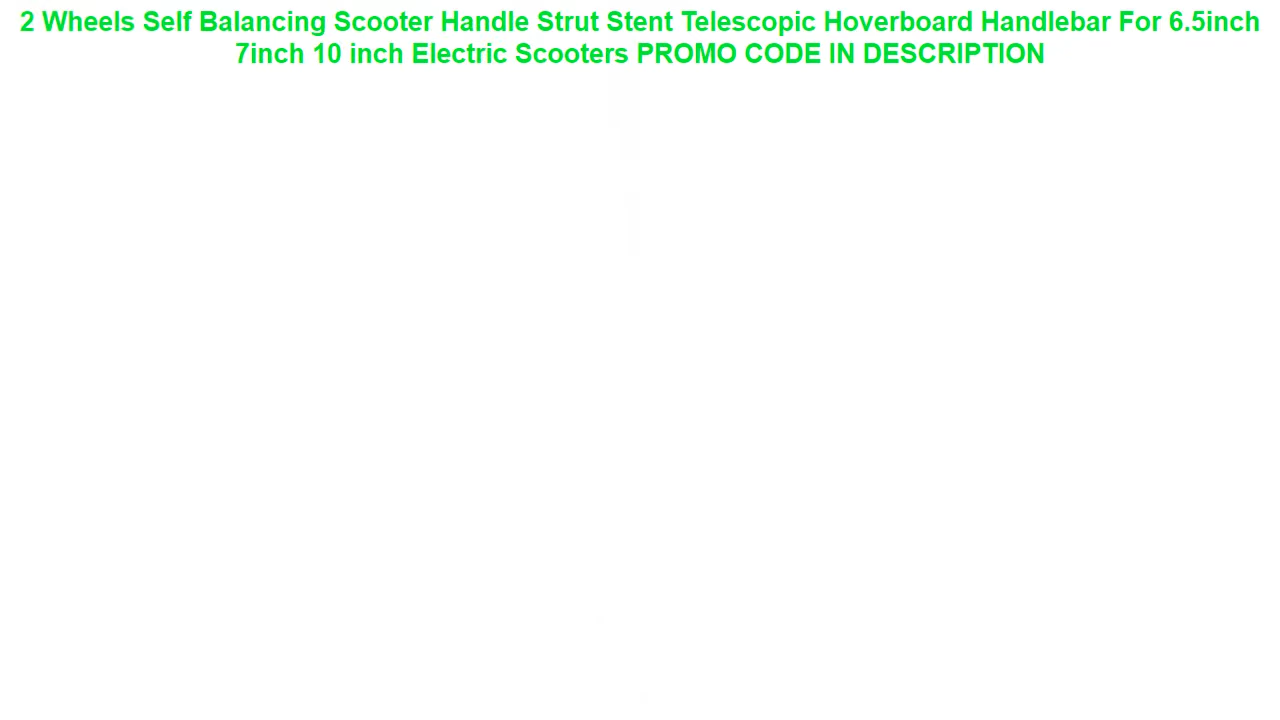 2 Wheels Self Balancing Scooter Handle Strut Stent Telescopic Hoverboard Handlebar For 6.5inch
7inch 10 inch Electric Scooters PROMO CODE IN DESCRIPTION